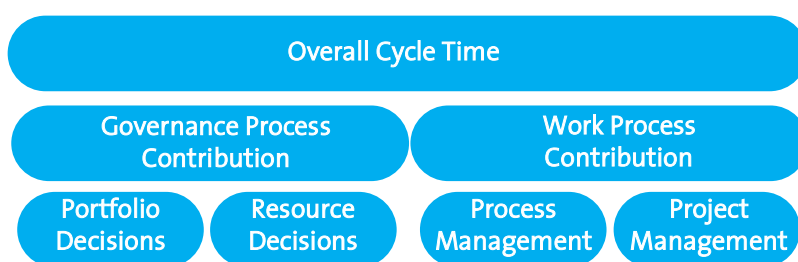 Overall Cycle Time
Governance Process
Contribution
Work Process
Contribution
Portfolio
Decisions
Resource
Decisions
Process
Management
Project
Management